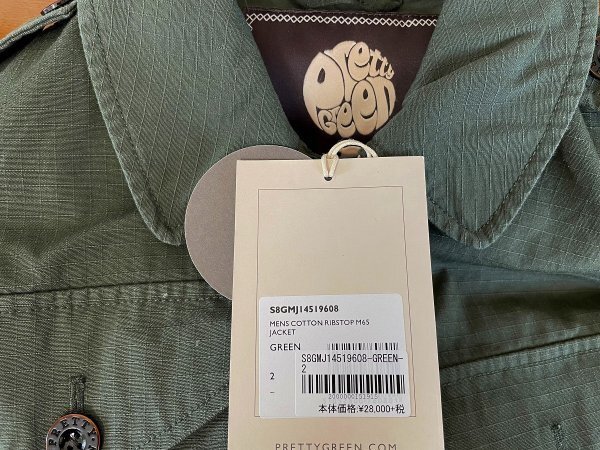 Pretty
Green
S8GMJ14519608
MENS COTTON RIBSTOP M65
JACKET
GREEN
S8GMJ14519608-GREEN-
2
2
-
本体価格:¥28,000+税
PRETTYGREEN.COM
PRETTY